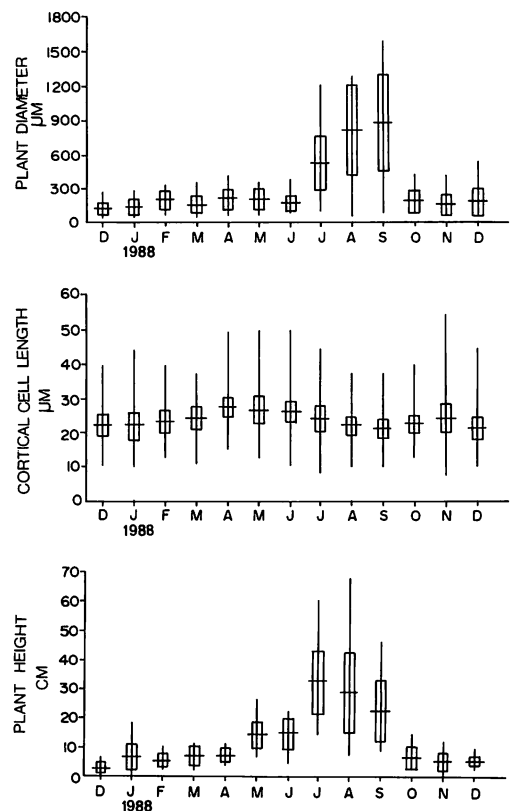 PLANT DIAMETER
µM
1800
1500
1200
900
600
300
0
D J F M A M J J A S O N D
1988
CORTICAL CELL LENGTH
µM
60
50
40
30
20
10
0
D J F M A M J J A S O N D
1988
PLANT HEIGHT
CM
70
60
50
40
30
20
10
0
D J F M A M J J A S O N D
1988